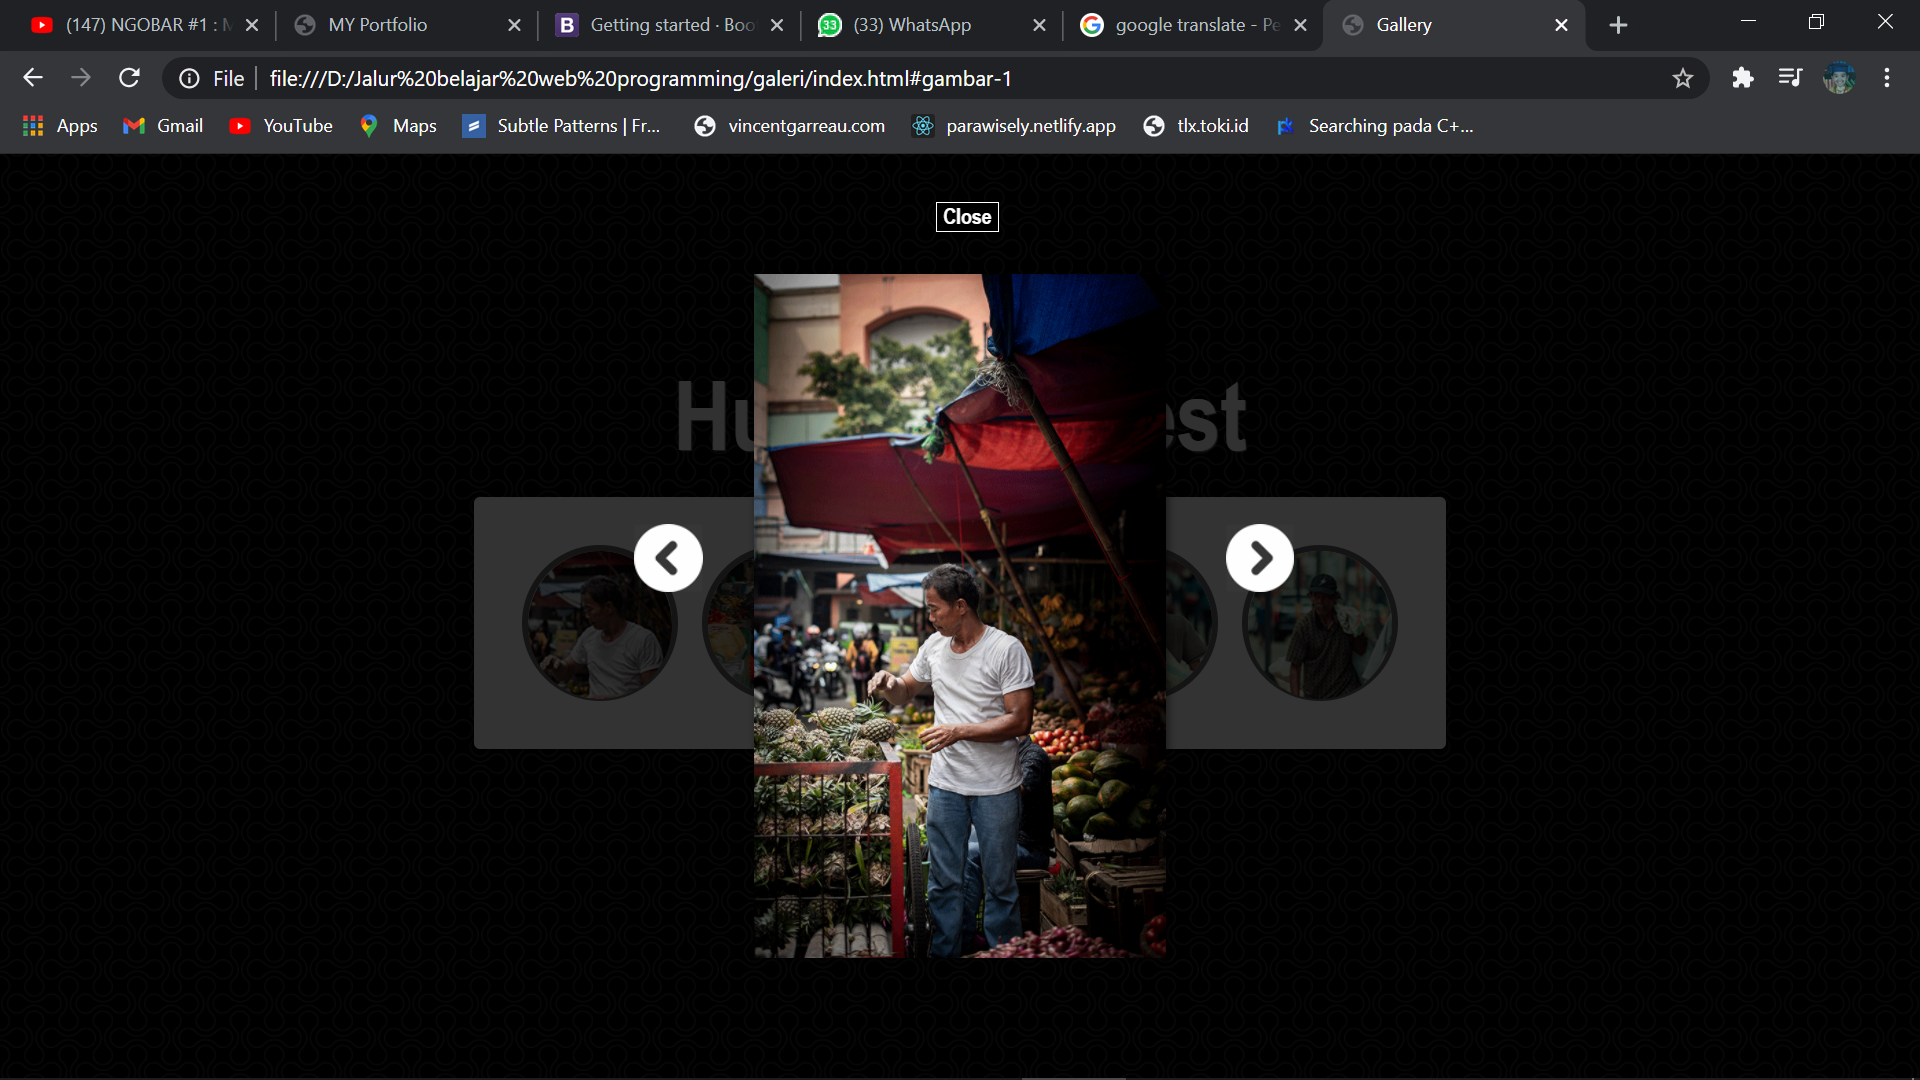 (147) NGOBAR #1 :
MY Portfolio
Getting started · Boo
(33) WhatsApp
google translate - Pe
Gallery
File
file:///D:/Jalur%20belajar%20web%20programming/galeri/index.html#gambar-1
Apps
Gmail
YouTube
Maps
Subtle Patterns | Fr...
vincentgarreau.com
parawisely.netlify.app
tlx.toki.id
Searching pada C+...
Close
Hu
est